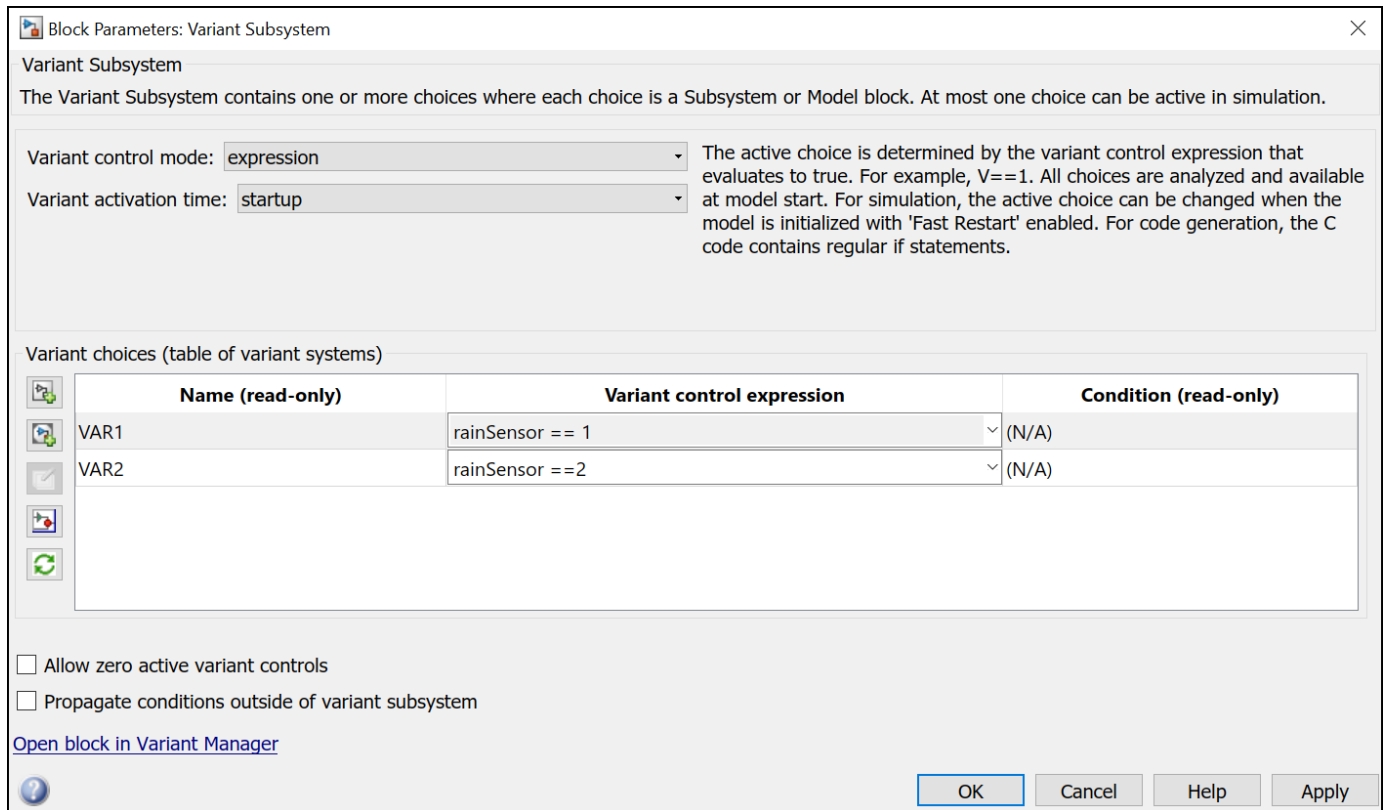 Block Parameters: Variant Subsystem
Variant Subsystem
The Variant Subsystem contains one or more choices where each choice is a Subsystem or Model block. At most one choice can be active in simulation.
Variant control mode: expression
Variant activation time: startup
The active choice is determined by the variant control expression that
evaluates to true. For example, V==1. All choices are analyzed and available
at model start. For simulation, the active choice can be changed when the
model is initialized with 'Fast Restart' enabled. For code generation, the C
code contains regular if statements.
Variant choices (table of variant systems)
Name (read-only) Variant control expression Condition (read-only)
VAR1 rainSensor == 1 (N/A)
VAR2 rainSensor ==2 (N/A)
Allow zero active variant controls
Propagate conditions outside of variant subsystem
Open block in Variant Manager
OK Cancel Help Apply